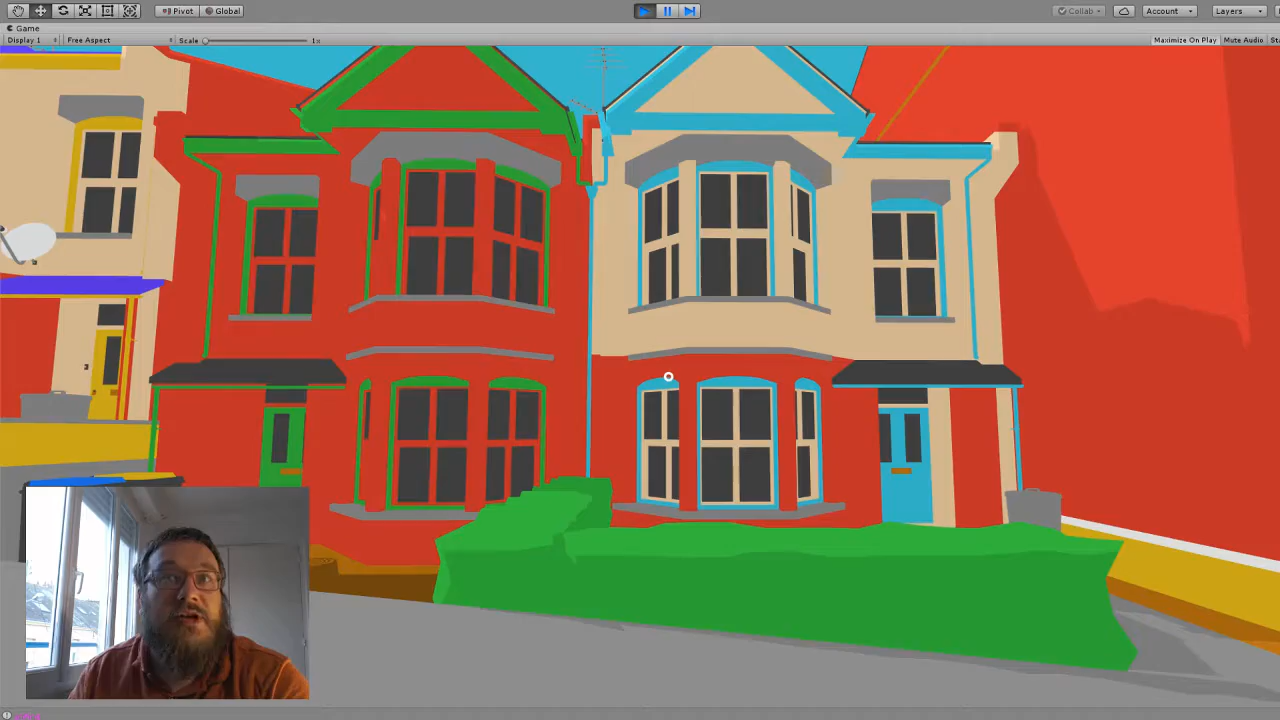 Pivot Global Collab Account Layers
Game
Display 1 Free Aspect Scale 1x Maximize On Play Mute Audio